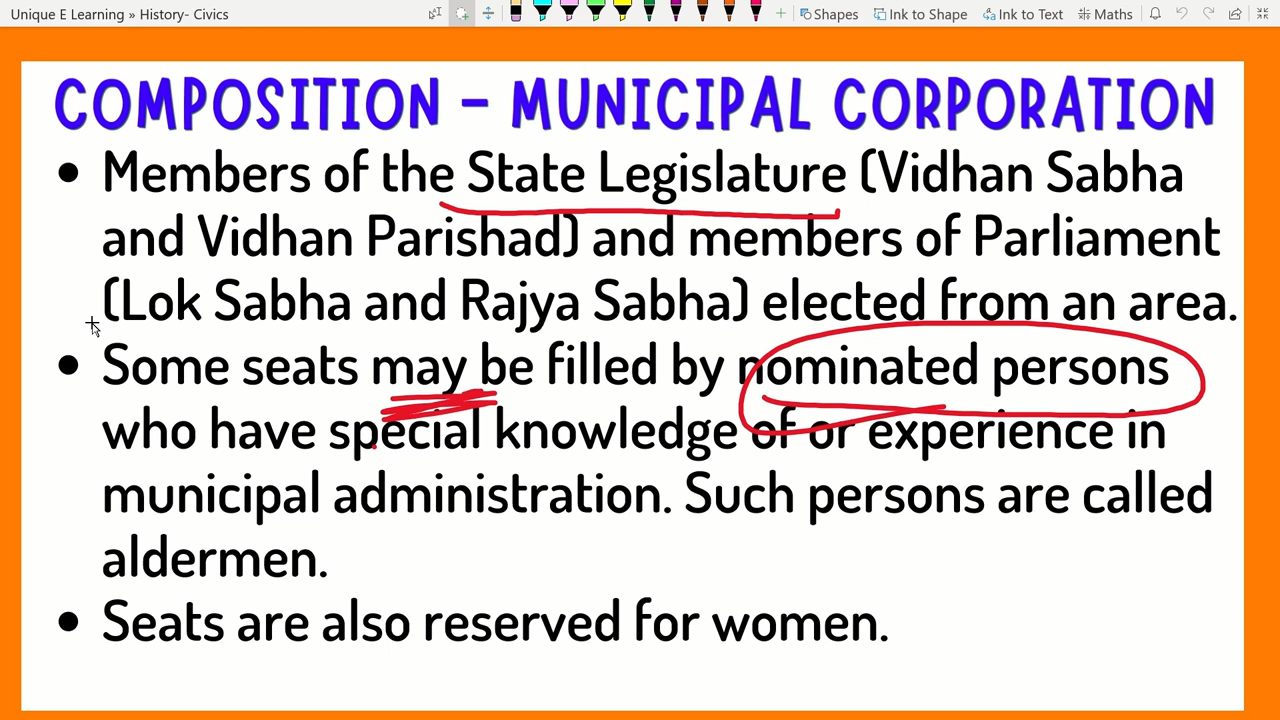 Unique E Learning » History- Civics
Shapes Ink to Shape Ink to Text Maths
COMPOSITION - MUNICIPAL CORPORATION
• Members of the State Legislature (Vidhan Sabha
and Vidhan Parishad) and members of Parliament
(Lok Sabha and Rajya Sabha) elected from an area.
• Some seats may be filled by nominated persons
who have special knowledge of or experience in
municipal administration. Such persons are called
aldermen.
• Seats are also reserved for women.